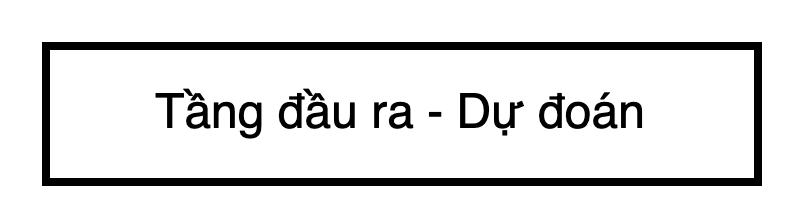 Tầng đầu ra - Dự đoán